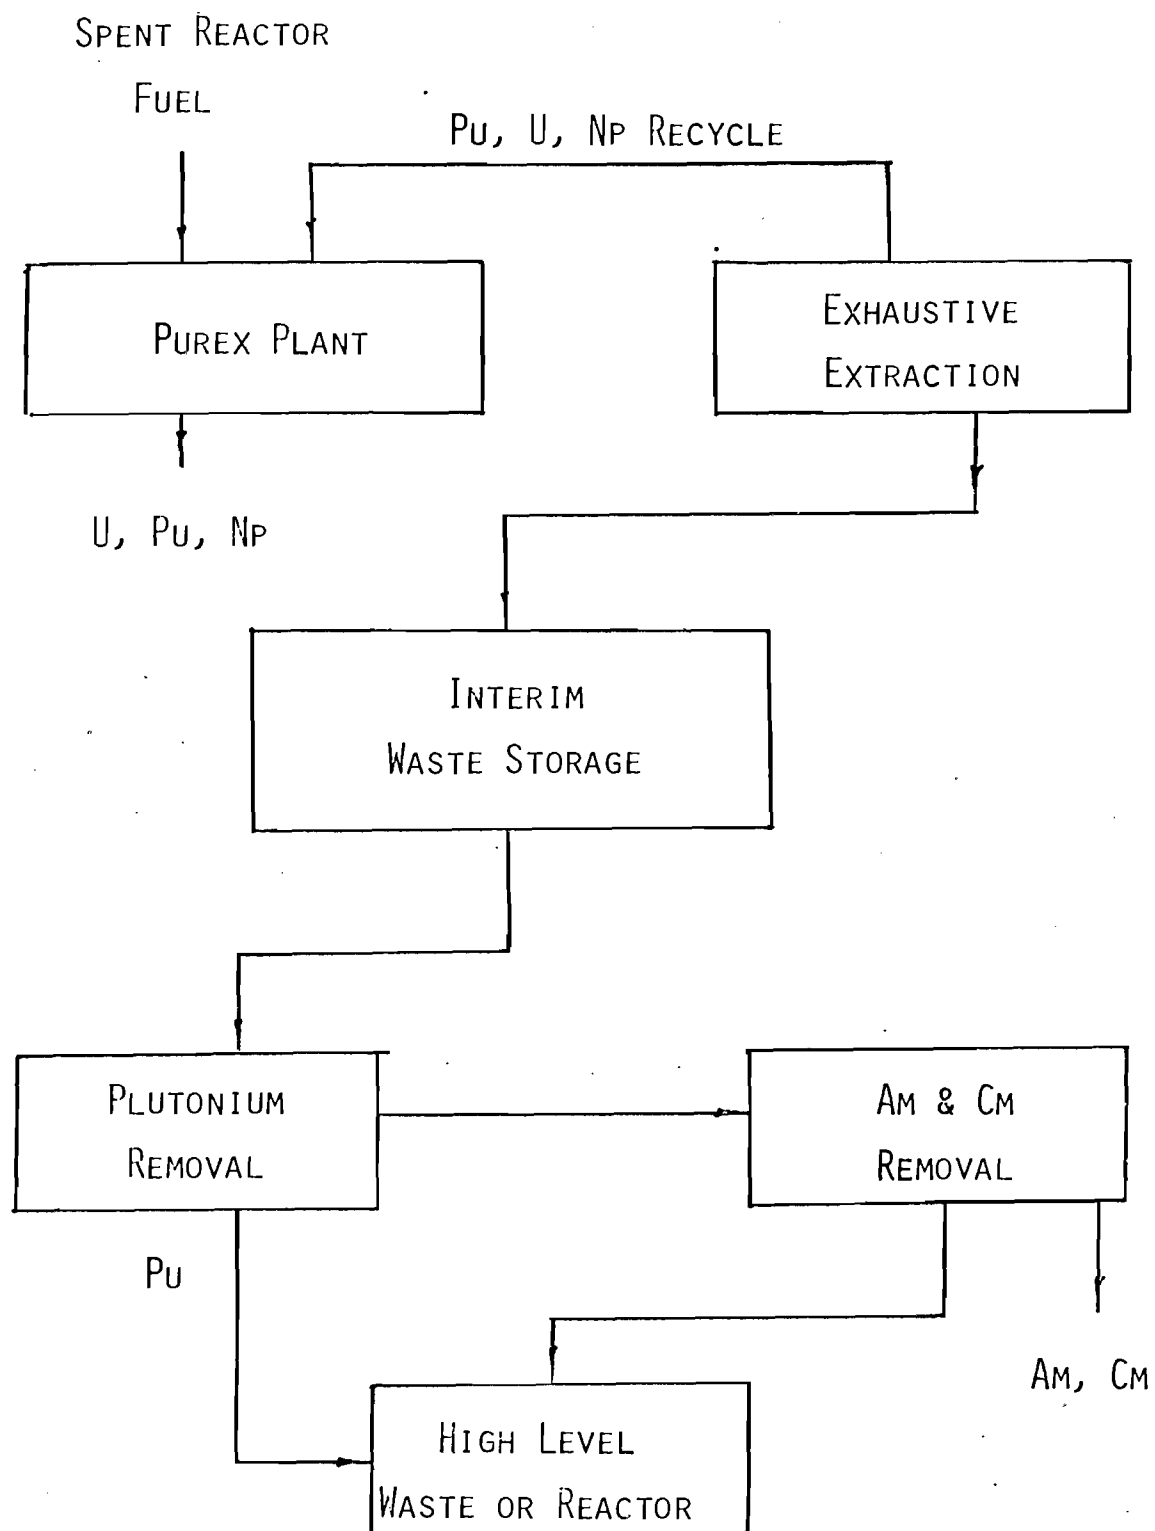 SPENT REACTOR
FUEL
PU, U, NP RECYCLE
PUREX PLANT
EXHAUSTIVE
EXTRACTION
U, PU, NP
INTERIM
WASTE STORAGE
PLUTONIUM
REMOVAL
AM & CM
REMOVAL
PU
AM, CM
HIGH LEVEL
WASTE OR REACTOR